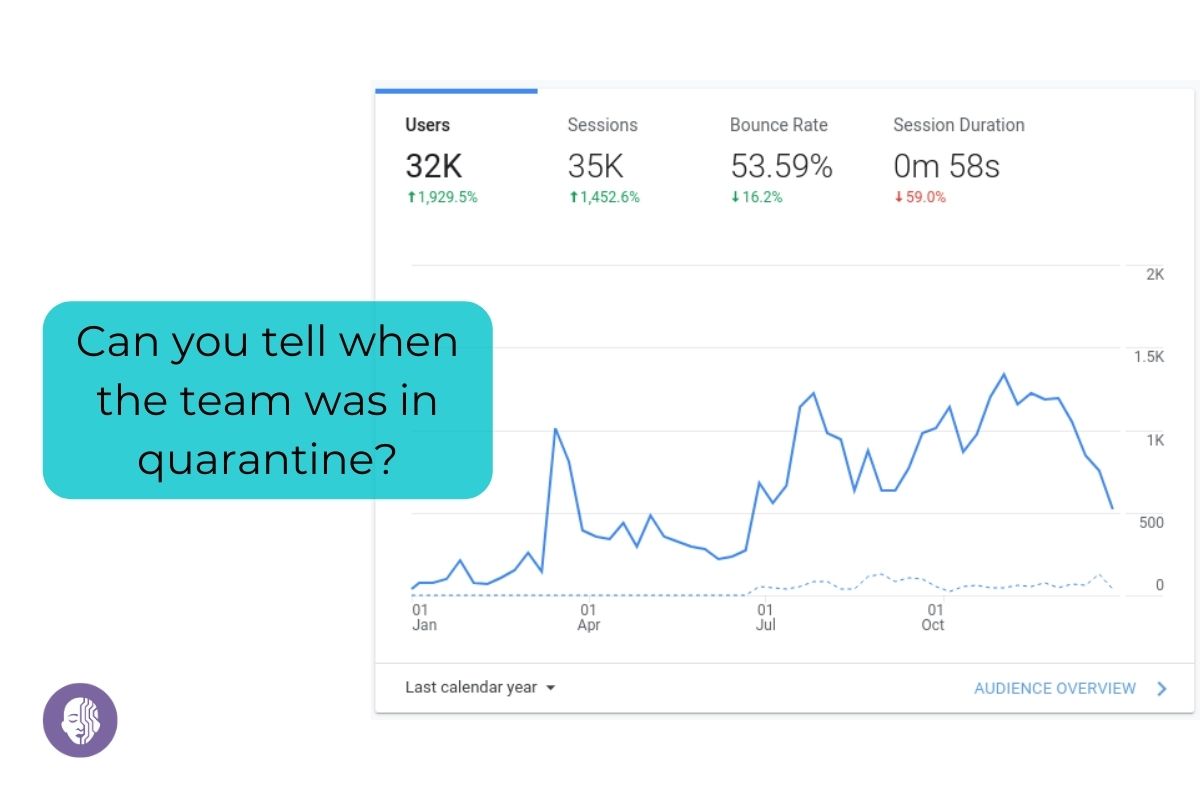 Users
Sessions
Bounce Rate
Session Duration
32K
35K
53.59%
0m 58s
↑1,929.5%
↑1,452.6%
↓16.2%
↓59.0%
Can you tell when
the team was in
quarantine?
2K
1.5K
1K
500
0
01
Jan
01
Apr
01
Jul
01
Oct
Last calendar year
AUDIENCE OVERVIEW